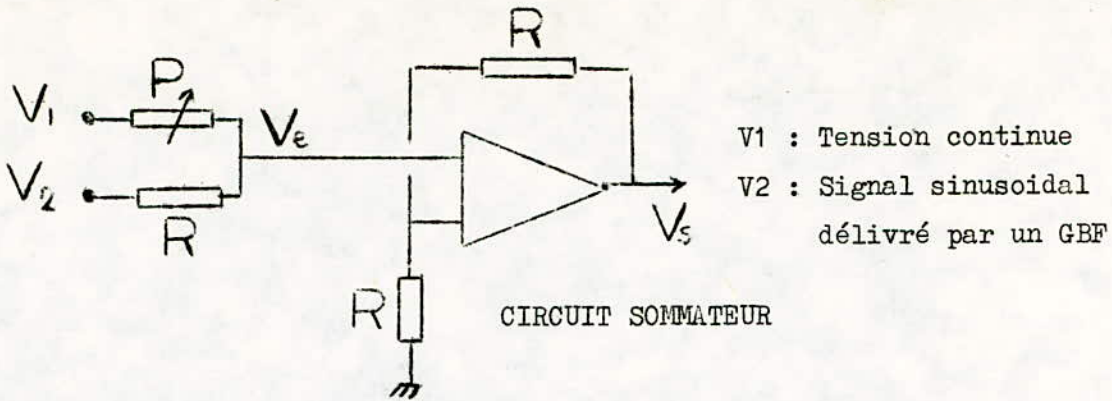 R
P
V1
Ve
V2
R
Vs
R
V1 : Tension continue
V2 : Signal sinusoidal
délivré par un GBF
CIRCUIT SOMMATEUR